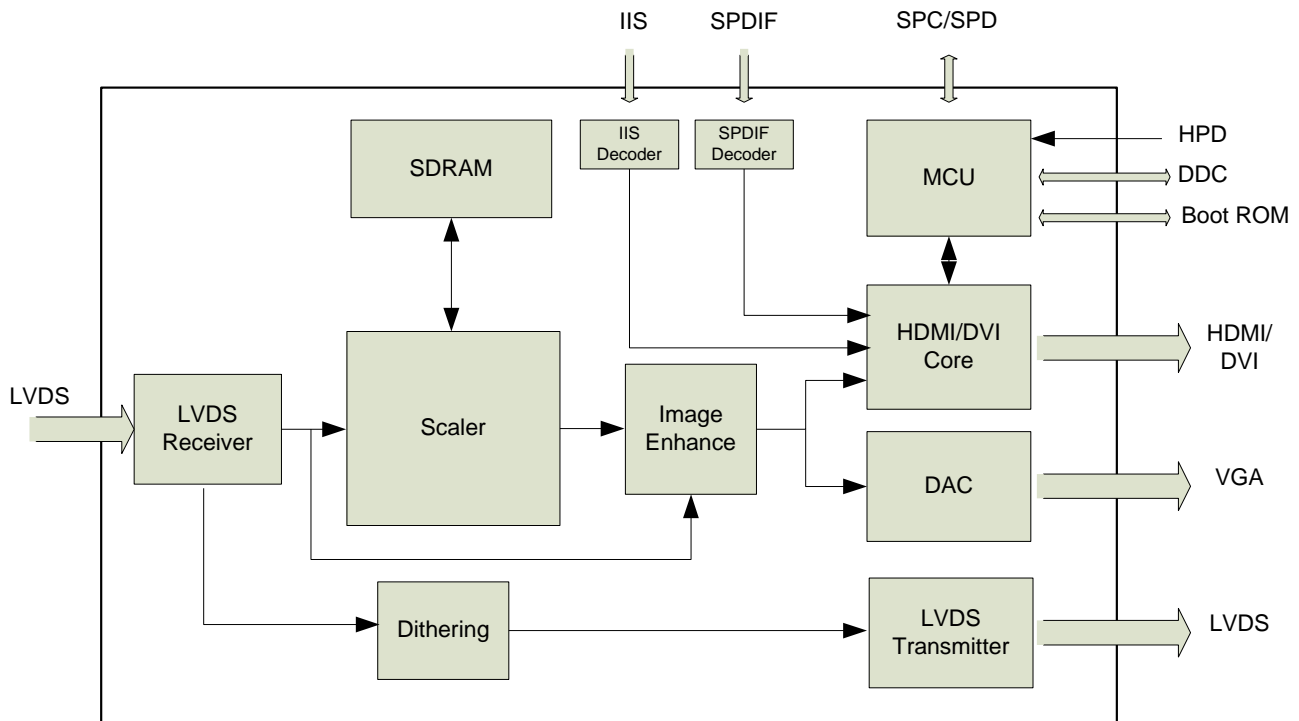 IIS
SPDIF
SPC/SPD
IIS
Decoder
SPDIF
Decoder
SDRAM
MCU
HPD
DDC
Boot ROM
HDMI/DVI
Core
HDMI/
DVI
LVDS
LVDS
Receiver
Scaler
Image
Enhance
DAC
VGA
Dithering
LVDS
Transmitter
LVDS